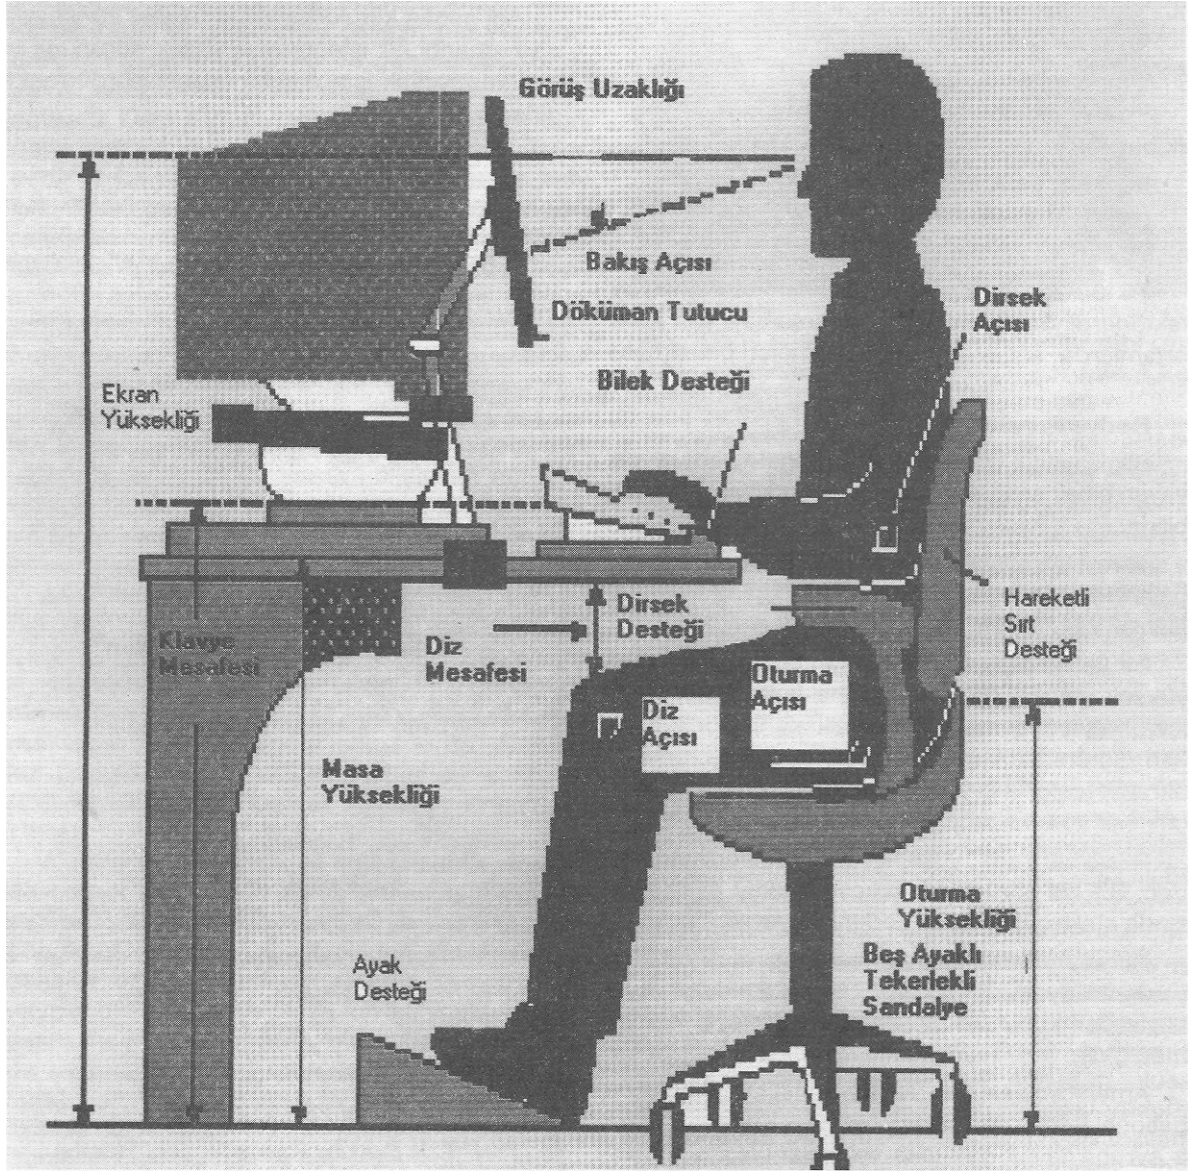 Görüş Uzaklığı
Bakış Açısı
Döküman Tutucu
Dirsek
Açısı
Bilek Desteği
Ekran
Yüksekliği
Dirsek
Desteği
Hareketli
Sırt
Desteği
Klavye
Mesafesi
Diz
Mesafesi
Oturma
Açısı
Diz
Açısı
Masa
Yüksekliği
Oturma
Yüksekliği
Beş Ayaklı
Tekerlekli
Sandalye
Ayak
Desteği